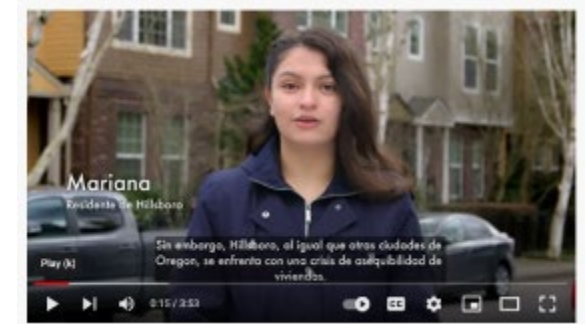 Mariana
Residente de Hillsboro
Sin embargo, Hillsboro, al igual que otras ciudades de
Oregon, se enfrenta con una crisis de asequibilidad de
viviendas.
Play (k)
0:15 / 3:53
CC